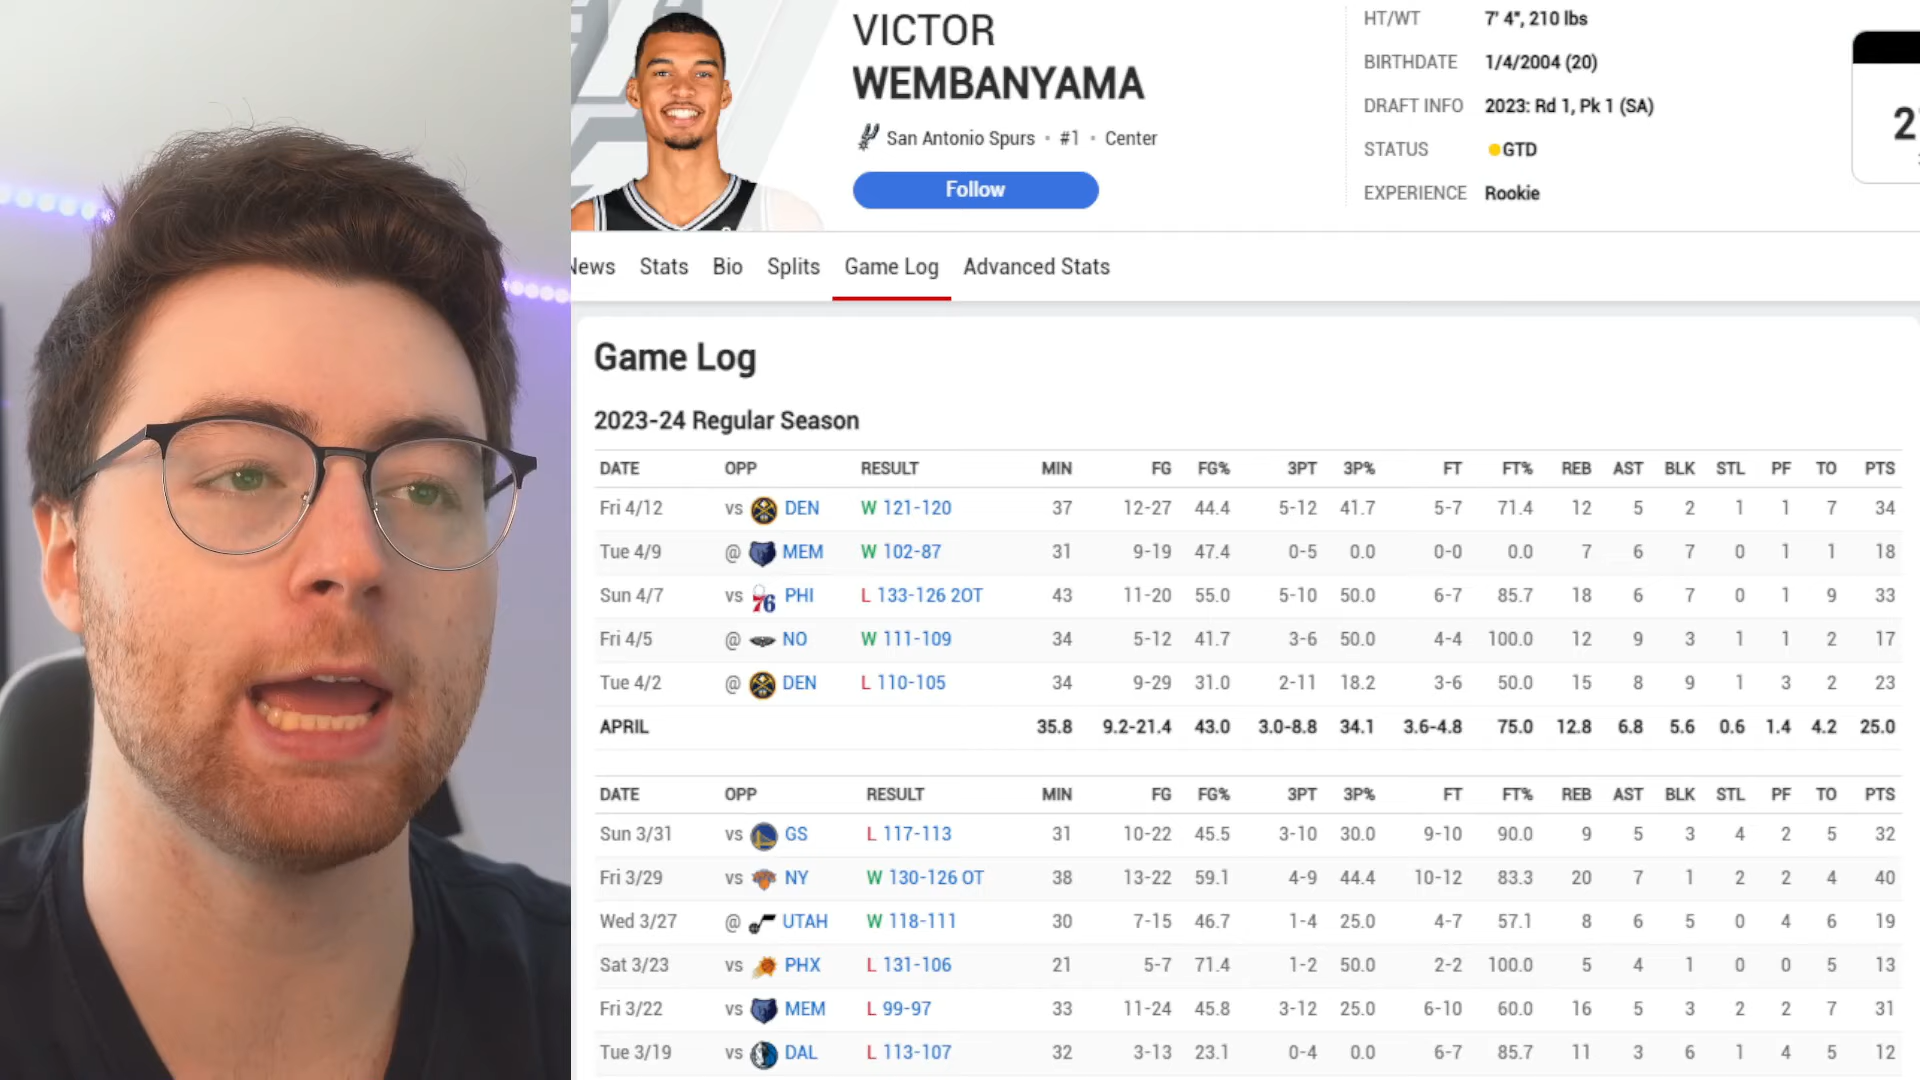 VICTOR
WEMBANYAMA
San Antonio Spurs • #1 • Center
Follow
HT/WT 7' 4", 210 lbs
BIRTHDATE 1/4/2004 (20)
DRAFT INFO 2023: Rd 1, Pk 1 (SA)
STATUS GTD
EXPERIENCE Rookie
News Stats Bio Splits Game Log Advanced Stats
Game Log
2023-24 Regular Season
DATE OPP RESULT MIN FG FG% 3PT 3P% FT FT% REB AST BLK STL PF TO PTS
Fri 4/12 vs DEN W 121-120 37 12-27 44.4 5-12 41.7 5-7 71.4 12 5 2 1 1 7 34
Tue 4/9 @ MEM W 102-87 31 9-19 47.4 0-5 0.0 0-0 0.0 7 6 7 0 1 1 18
Sun 4/7 vs 76 PHI L 133-126 2OT 43 11-20 55.0 5-10 50.0 6-7 85.7 18 6 7 0 1 9 33
Fri 4/5 @ NO W 111-109 34 5-12 41.7 3-6 50.0 4-4 100.0 12 9 3 1 1 2 17
Tue 4/2 @ DEN L 110-105 34 9-29 31.0 2-11 18.2 3-6 50.0 15 8 9 1 3 2 23
APRIL 35.8 9.2-21.4 43.0 3.0-8.8 34.1 3.6-4.8 75.0 12.8 6.8 5.6 0.6 1.4 4.2 25.0
DATE OPP RESULT MIN FG FG% 3PT 3P% FT FT% REB AST BLK STL PF TO PTS
Sun 3/31 vs GS L 117-113 31 10-22 45.5 3-10 30.0 9-10 90.0 9 5 3 4 2 5 32
Fri 3/29 vs NY W 130-126 OT 38 13-22 59.1 4-9 44.4 10-12 83.3 20 7 1 2 2 4 40
Wed 3/27 @ UTAH W 118-111 30 7-15 46.7 1-4 25.0 4-7 57.1 8 6 5 0 4 6 19
Sat 3/23 vs PHX L 131-106 21 5-7 71.4 1-2 50.0 2-2 100.0 5 4 1 0 0 5 13
Fri 3/22 vs MEM L 99-97 33 11-24 45.8 3-12 25.0 6-10 60.0 16 5 3 2 2 7 31
Tue 3/19 vs DAL L 113-107 32 3-13 23.1 0-4 0.0 6-7 85.7 11 3 6 1 4 5 12